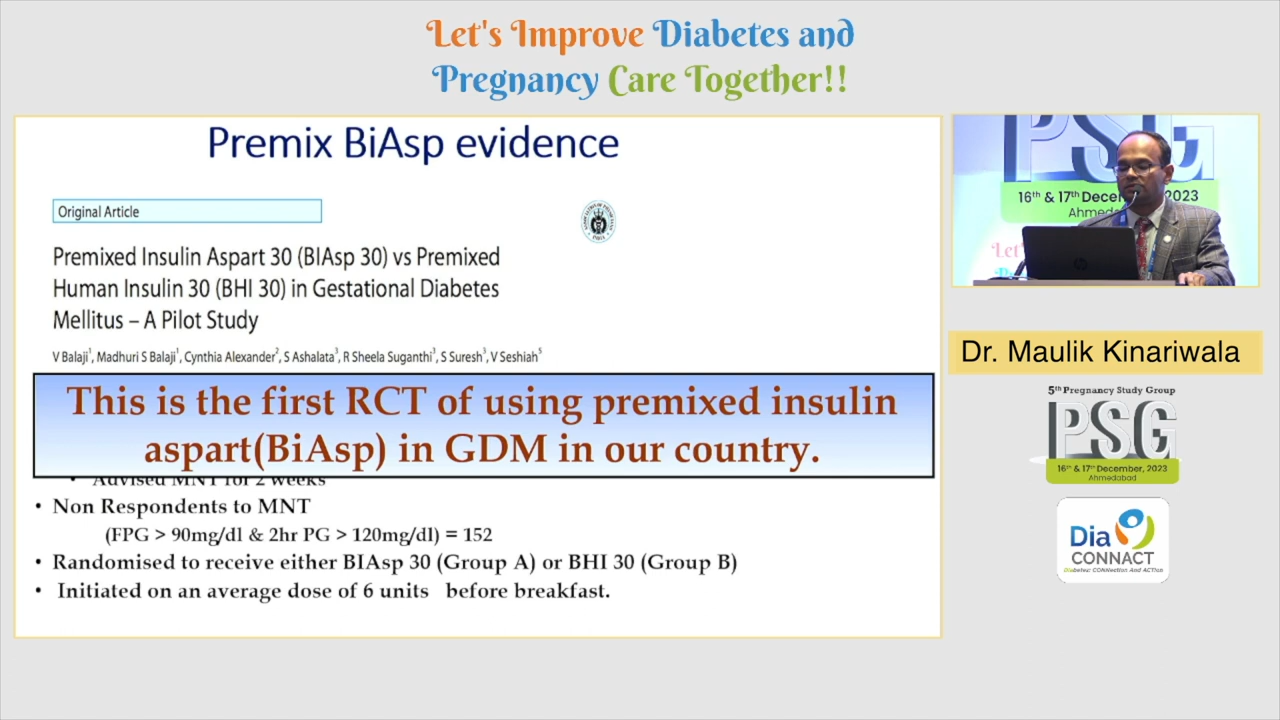 Let's Improve Diabetes and
Pregnancy Care Together!!
Premix BiAsp evidence
Original Article
Premixed Insulin Aspart 30 (BIAsp 30) vs Premixed
Human Insulin 30 (BHI 30) in Gestational Diabetes
Mellitus – A Pilot Study
V Balaji¹, Madhuri S Balaji¹, Cynthia Alexander², S Ashalata³, R Sheela Suganthi³, S Suresh³, V Seshiah⁵
This is the first RCT of using premixed insulin
aspart(BiAsp) in GDM in our country.
• Advised MNT for 2 weeks
• Non Respondents to MNT
(FPG > 90mg/dl & 2hr PG > 120mg/dl) = 152
• Randomised to receive either BIAsp 30 (Group A) or BHI 30 (Group B)
• Initiated on an average dose of 6 units before breakfast.
PSG
16th & 17th December, 2023
Ahmeda
Let'
Dr. Maulik Kinariwala
5th Pregnancy Study Group
PSG
16th & 17th December, 2023
Ahmedabad
Dia
CONNACT
Diabetes: CONNection And ACTion